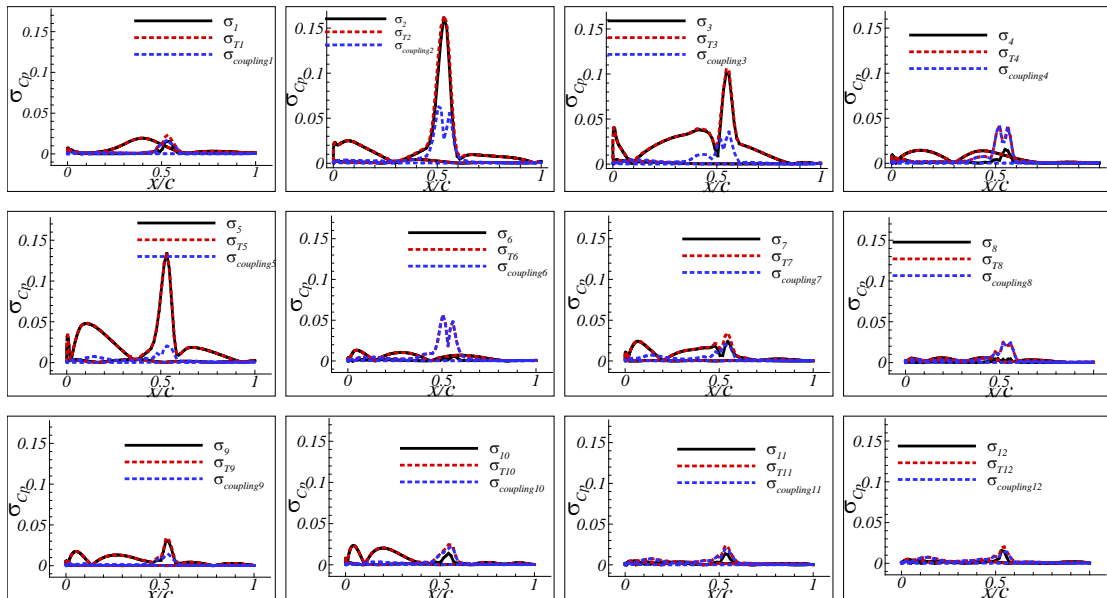 σ1
σT1
σcoupling1
0.15
0.1
0.05
0
σCp
0 0.5 1
x/c
σ2
σT2
σcoupling2
0.15
0.1
0.05
0
σCp
0 0.5 1
x/c
σ3
σT3
σcoupling3
0.15
0.1
0.05
0
σCp
0 0.5 1
x/c
σ4
σT4
σcoupling4
0.15
0.1
0.05
0
σCp
0 0.5
x/c
σ5
σT5
σcoupling5
0.15
0.1
0.05
0
σCp
0 0.5 1
x/c
σ6
σT6
σcoupling6
0.15
0.1
0.05
0
σCp
0 0.5 1
x/c
σ7
σT7
σcoupling7
0.15
0.1
0.05
0
σCp
0 0.5 1
x/c
σ8
σT8
σcoupling8
0.15
0.1
0.05
0
σCp
0 0.5
x/c
σ9
σT9
σcoupling9
0.15
0.1
0.05
0
σCp
0 0.5 1
x/c
σ10
σT10
σcoupling10
0.15
0.1
0.05
0
σCp
0 0.5 1
x/c
σ11
σT11
σcoupling11
0.15
0.1
0.05
0
σCp
0 0.5 1
x/c
σ12
σT12
σcoupling12
0.15
0.1
0.05
0
σCp
0 0.5
x/c